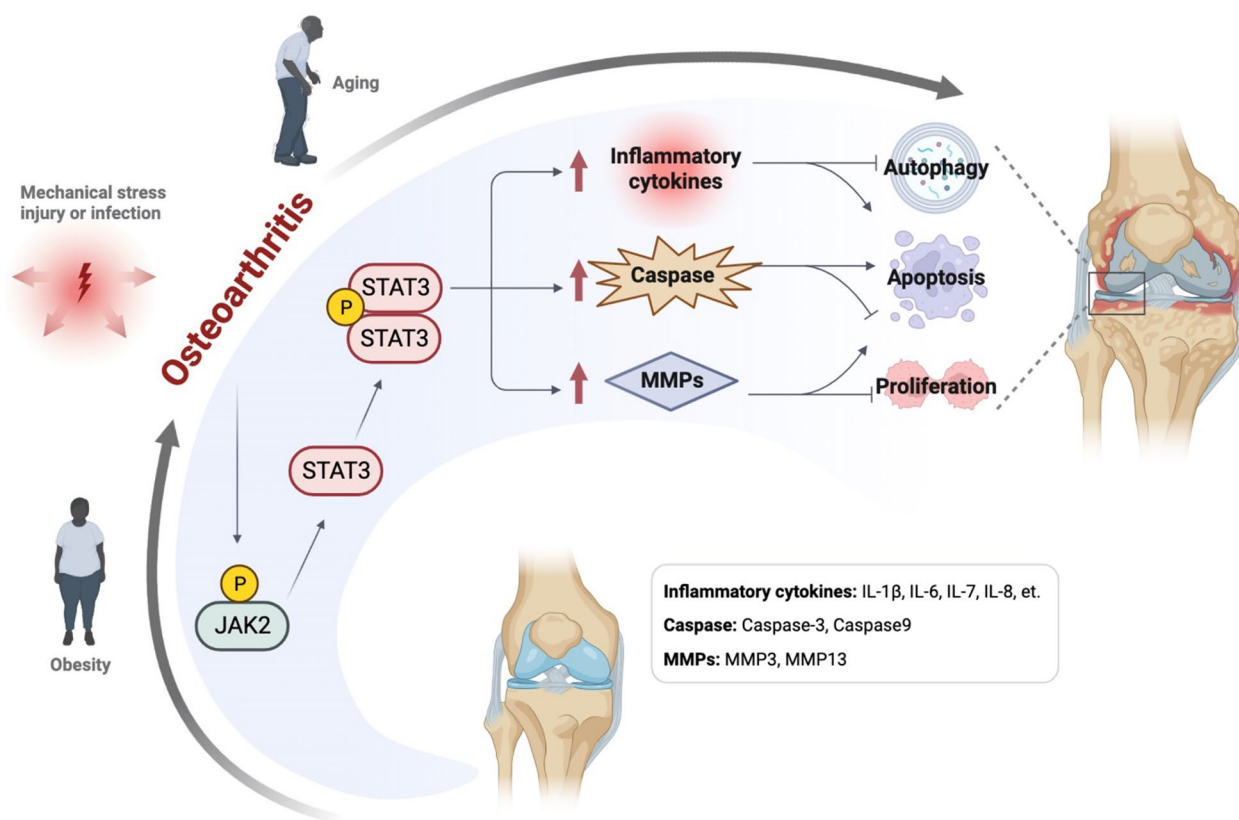 Aging
Mechanical stress
injury or infection
Osteoarthritis
Obesity
P
JAK2
STAT3
P
STAT3
STAT3
Inflammatory
cytokines
Caspase
MMPs
Autophagy
Apoptosis
Proliferation
Inflammatory cytokines: IL-1β, IL-6, IL-7, IL-8, et.
Caspase: Caspase-3, Caspase9
MMPs: MMP3, MMP13